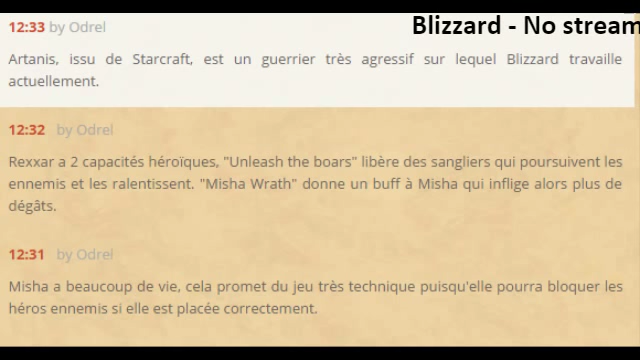 Blizzard - No stream
12:33 by Odrel
Artanis, issu de Starcraft, est un guerrier très agressif sur lequel Blizzard travaille
actuellement.
12:32 by Odrel
Rexxar a 2 capacités héroïques, "Unleash the boars" libère des sangliers qui poursuivent les
ennemis et les ralentissent. "Misha Wrath" donne un buff à Misha qui inflige alors plus de
dégâts.
12:31 by Odrel
Misha a beaucoup de vie, cela promet du jeu très technique puisqu'elle pourra bloquer les
héros ennemis si elle est placée correctement.